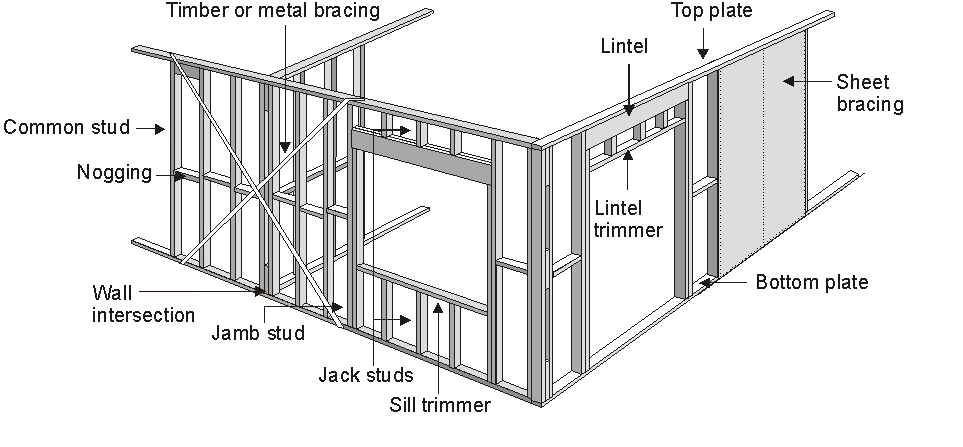 Timber or metal bracing
Top plate
Lintel
Sheet
bracing
Common stud
Nogging
Lintel
trimmer
Wall
intersection
Bottom plate
Jamb stud
Jack studs
Sill trimmer